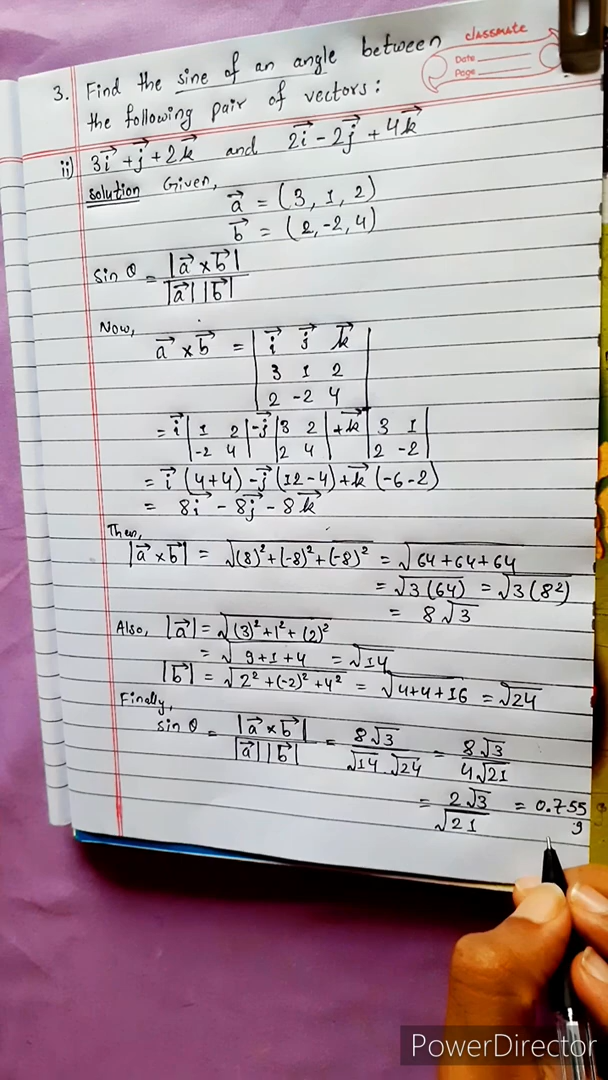 classmate
Date
Page
3. Find the sine of an angle between
the following pair of vectors:
ii) 3i⃗ + j⃗ + 2k⃗ and 2i⃗ - 2j⃗ + 4k⃗
Solution Given,
a⃗ = (3, 1, 2)
b⃗ = (2, -2, 4)
Sin θ = |a⃗ × b⃗| / |a⃗| |b⃗|
Now,
a⃗ × b⃗ = | i⃗ j⃗ k⃗ |
3 1 2
2 -2 4
= i⃗ | 1 2 | - j⃗ | 3 2 | + k⃗ | 3 1 |
-2 4 2 4 2 -2
= i⃗ (4+4) - j⃗ (12-4) + k⃗ (-6-2)
= 8i⃗ - 8j⃗ - 8k⃗
Then,
|a⃗ × b⃗| = √(8)² + (-8)² + (-8)² = √64 + 64 + 64
= √3(64) = √3(8²)
= 8√3
Also, |a⃗| = √(3)² + 1² + (2)²
= √9+1+4 = √14
|b⃗| = √2² + (-2)² + 4² = √4+4+16 = √24
Finally,
sin θ = |a⃗ × b⃗| / |a⃗| |b⃗| = 8√3 / √14 · √24 = 8√3 / 4√21
= 2√3 / √21 = 0.755
PowerDirector